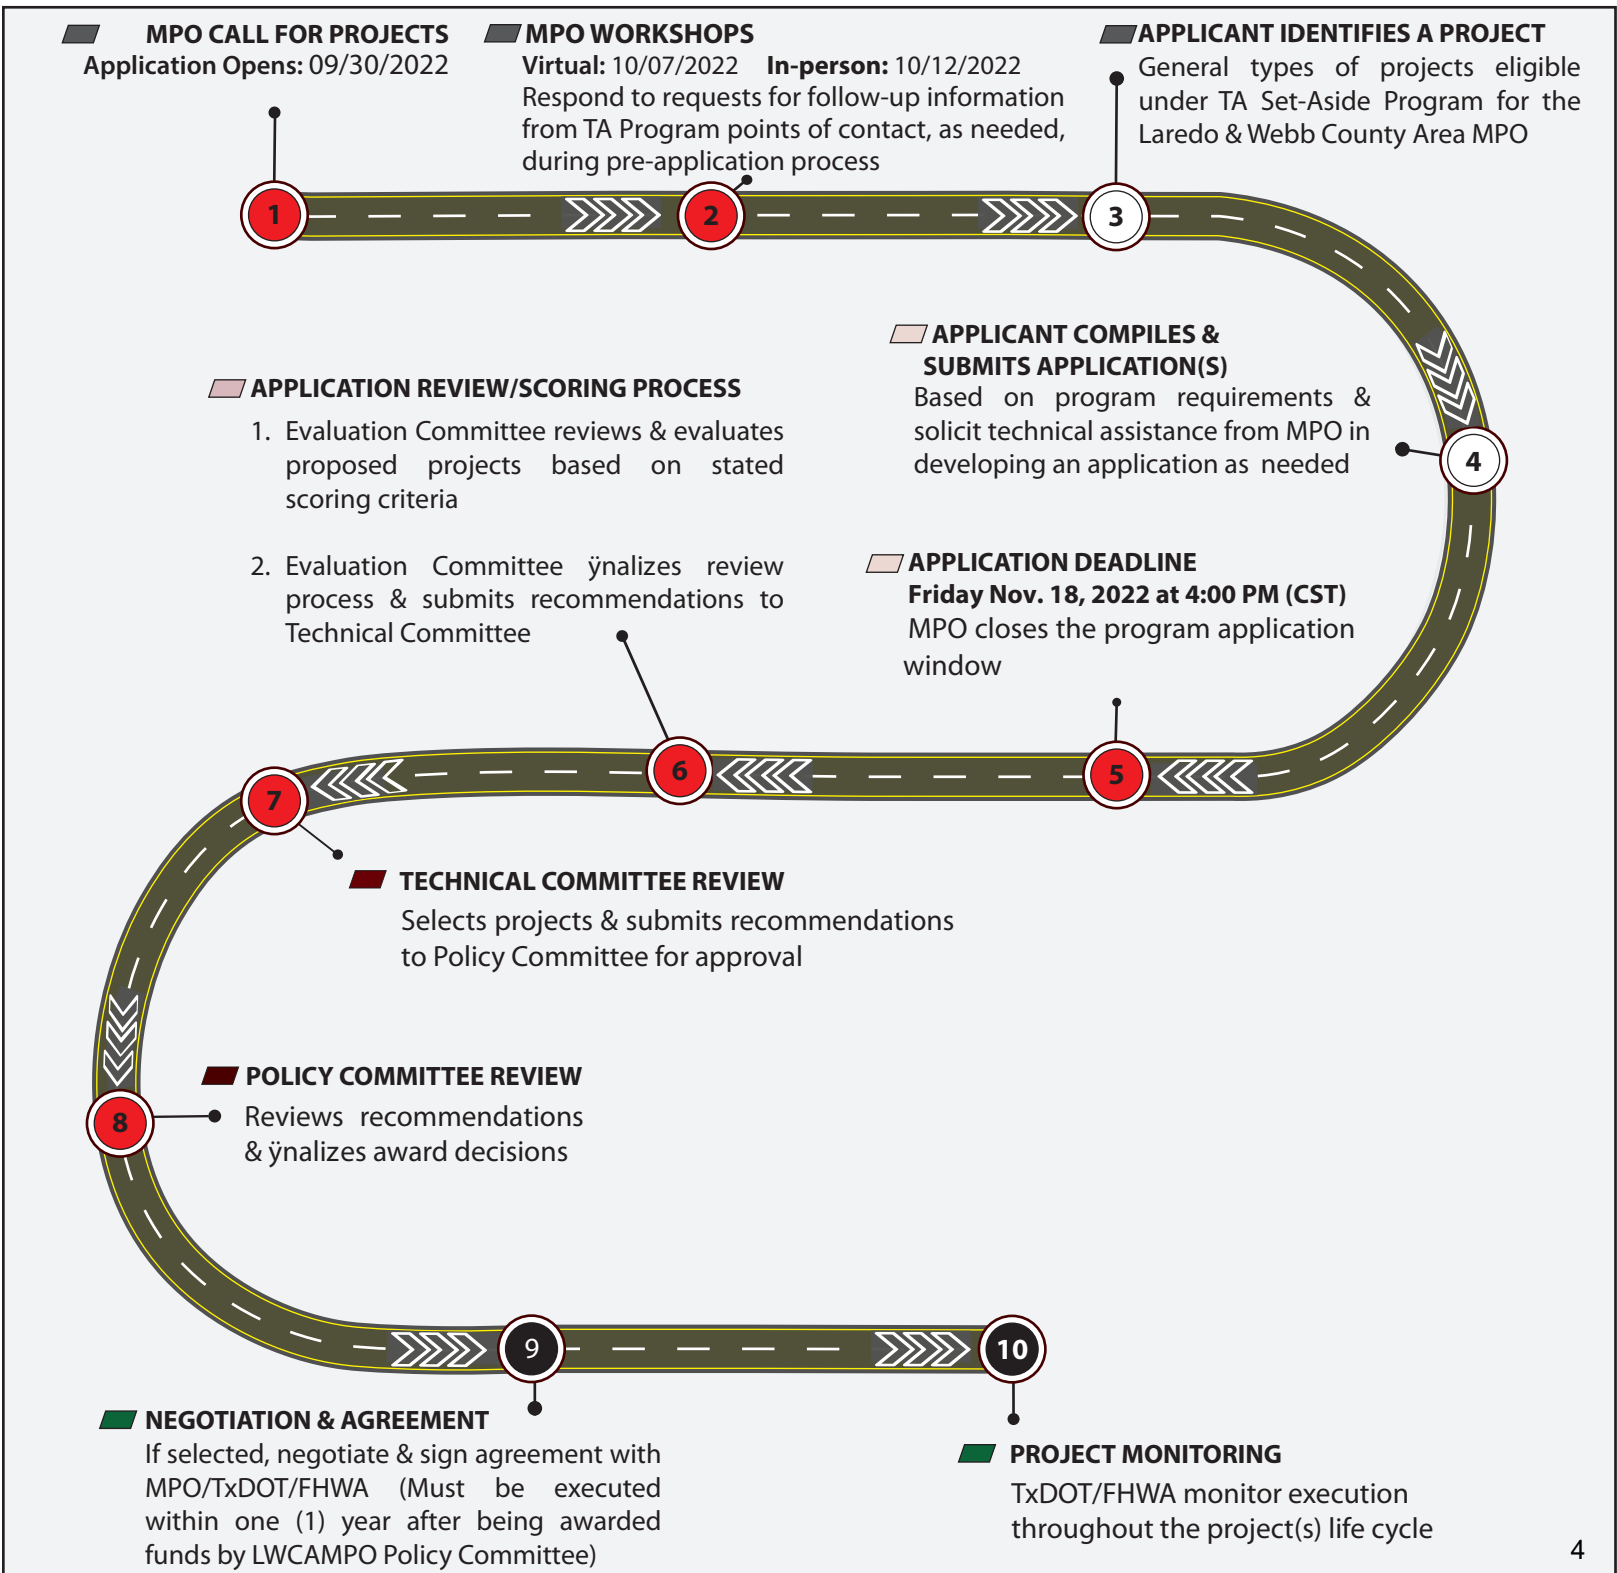 MPO CALL FOR PROJECTS
Application Opens: 09/30/2022
MPO WORKSHOPS
Virtual: 10/07/2022 In-person: 10/12/2022
Respond to requests for follow-up information
from TA Program points of contact, as needed,
during pre-application process
APPLICANT IDENTIFIES A PROJECT
General types of projects eligible
under TA Set-Aside Program for the
Laredo & Webb County Area MPO
1
2
3
APPLICANT COMPILES &
SUBMITS APPLICATION(S)
Based on program requirements &
solicit technical assistance from MPO in
developing an application as needed
4
APPLICATION REVIEW/SCORING PROCESS
1. Evaluation Committee reviews & evaluates
proposed projects based on stated
scoring criteria
2. Evaluation Committee ÿnalizes review
process & submits recommendations to
Technical Committee
APPLICATION DEADLINE
Friday Nov. 18, 2022 at 4:00 PM (CST)
MPO closes the program application
window
5
6
7
TECHNICAL COMMITTEE REVIEW
Selects projects & submits recommendations
to Policy Committee for approval
POLICY COMMITTEE REVIEW
Reviews recommendations
& ÿnalizes award decisions
8
9
10
NEGOTIATION & AGREEMENT
If selected, negotiate & sign agreement with
MPO/TxDOT/FHWA (Must be executed
within one (1) year after being awarded
funds by LWCAMPO Policy Committee)
PROJECT MONITORING
TxDOT/FHWA monitor execution
throughout the project(s) life cycle
4